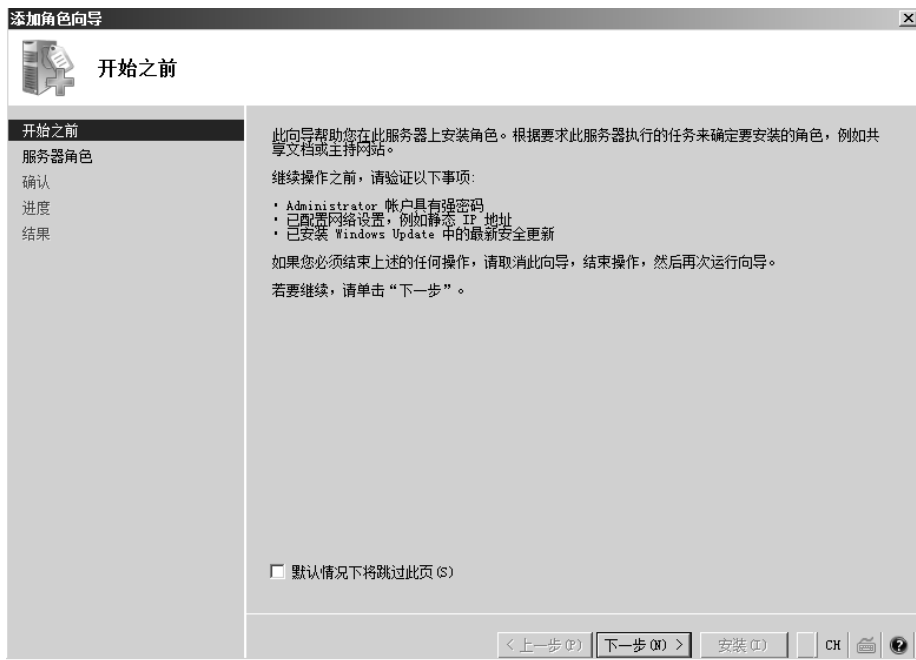 添加角色向导
开始之前
开始之前
服务器角色
确认
进度
结果
此向导帮助您在此服务器上安装角色。根据要求此服务器执行的任务来确定要安装的角色，例如共
享文档或主持网站。
继续操作之前，请验证以下事项:
· Administrator 帐户具有强密码
· 已配置网络设置，例如静态 IP 地址
· 已安装 Windows Update 中的最新安全更新
如果您必须结束上述的任何操作，请取消此向导，结束操作，然后再次运行向导。
若要继续，请单击“下一步”。
默认情况下将跳过此页(S)
< 上一步(P) 下一步(N) > 安装(I) CH